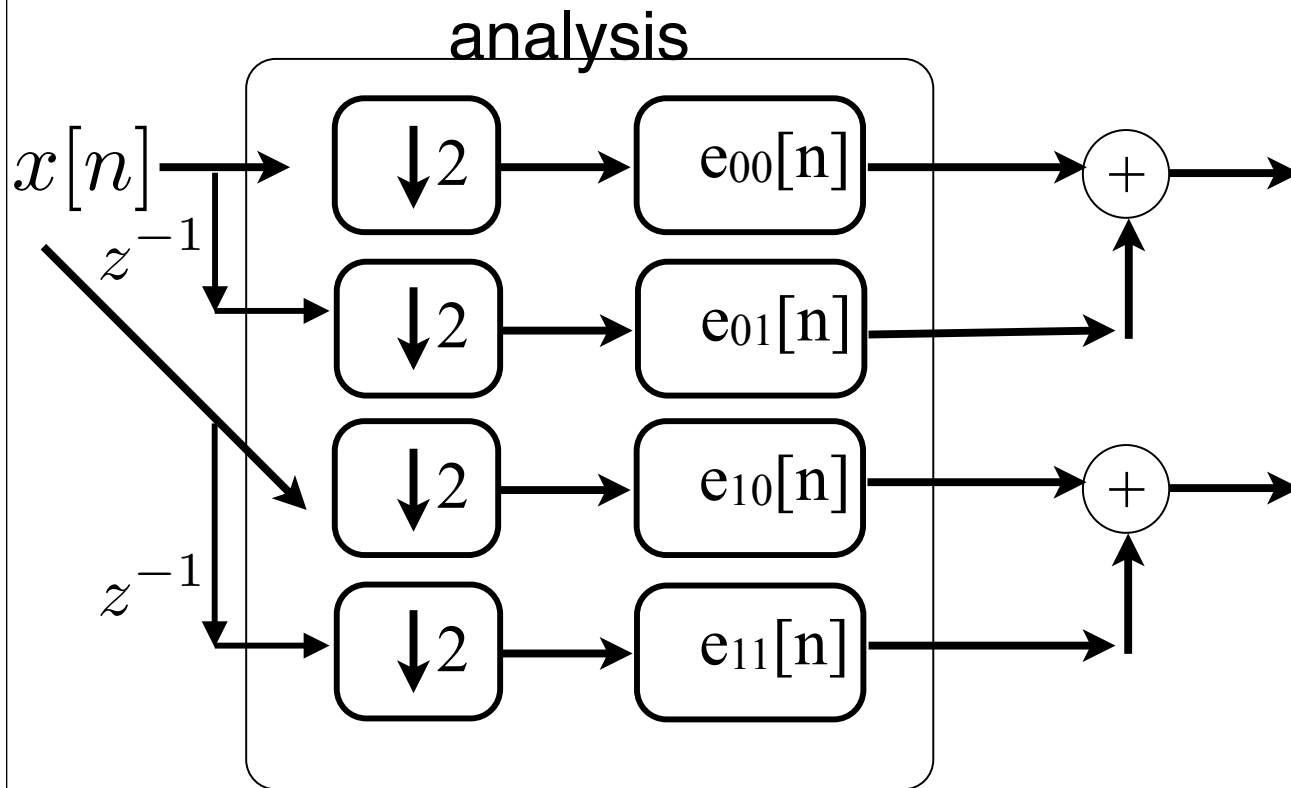 analysis
x[n]
z⁻¹
↓2
e₀₀[n]
+
↓2
e₀₁[n]
↓2
e₁₀[n]
+
z⁻¹
↓2
e₁₁[n]